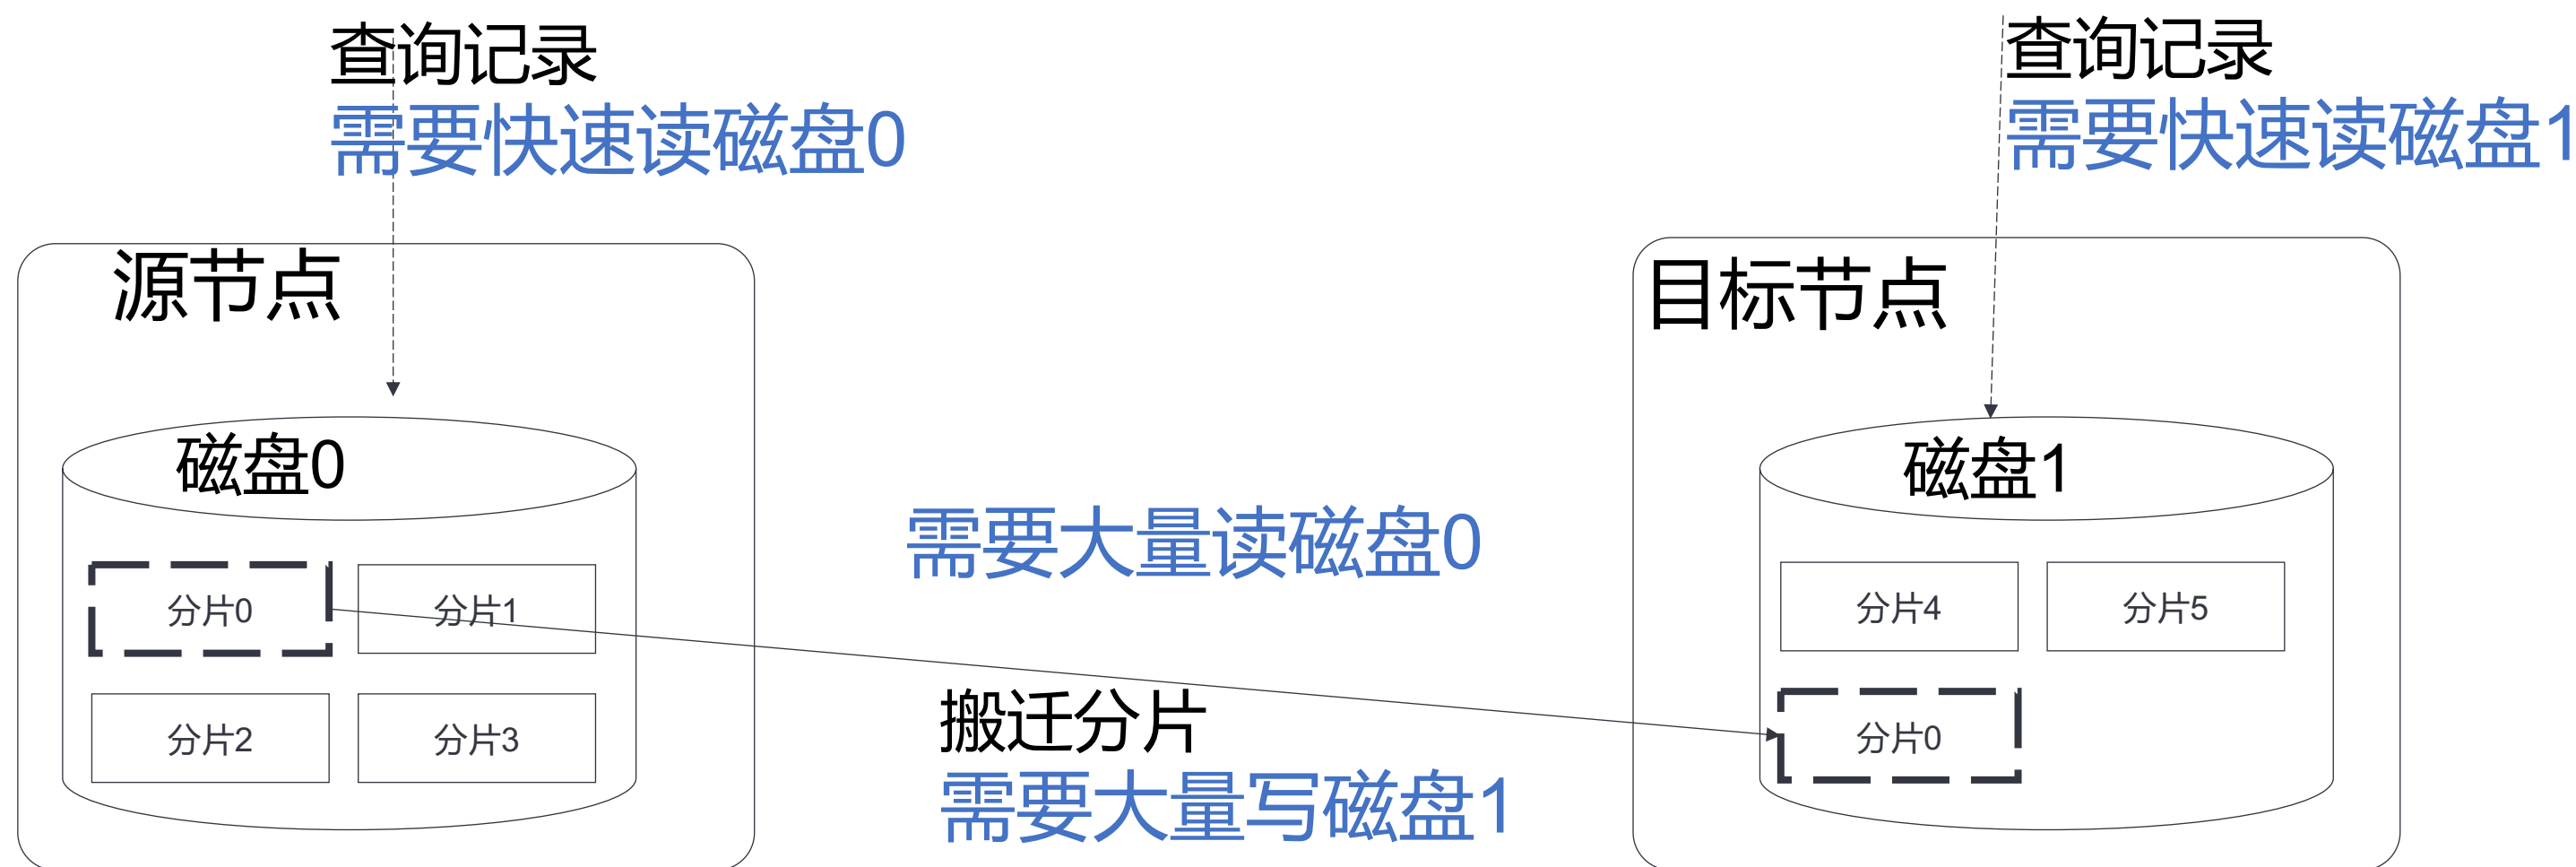 查询记录
需要快速读磁盘0
查询记录
需要快速读磁盘1
源节点
目标节点
磁盘0
磁盘1
需要大量读磁盘0
分片0
分片1
分片4
分片5
搬迁分片
需要大量写磁盘1
分片2
分片3
分片0